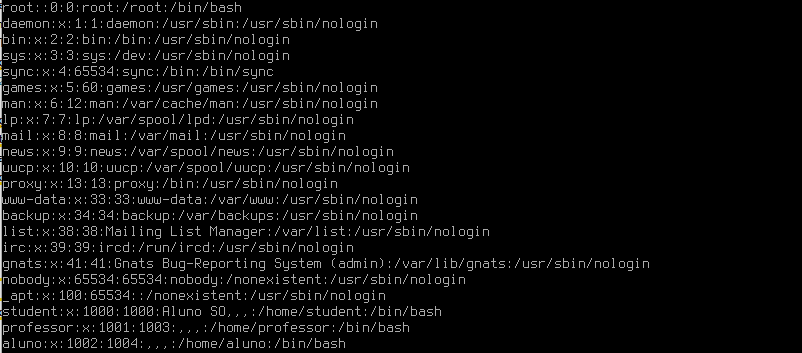 root::0:0:root:/root:/bin/bash
daemon:x:1:1:daemon:/usr/sbin:/usr/sbin/nologin
bin:x:2:2:bin:/bin:/usr/sbin/nologin
sys:x:3:3:sys:/dev:/usr/sbin/nologin
sync:x:4:65534:sync:/bin:/bin/sync
games:x:5:60:games:/usr/games:/usr/sbin/nologin
man:x:6:12:man:/var/cache/man:/usr/sbin/nologin
lp:x:7:7:lp:/var/spool/lpd:/usr/sbin/nologin
mail:x:8:8:mail:/var/mail:/usr/sbin/nologin
news:x:9:9:news:/var/spool/news:/usr/sbin/nologin
uucp:x:10:10:uucp:/var/spool/uucp:/usr/sbin/nologin
proxy:x:13:13:proxy:/bin:/usr/sbin/nologin
www-data:x:33:33:www-data:/var/www:/usr/sbin/nologin
backup:x:34:34:backup:/var/backups:/usr/sbin/nologin
list:x:38:38:Mailing List Manager:/var/list:/usr/sbin/nologin
irc:x:39:39:ircd:/run/ircd:/usr/sbin/nologin
gnats:x:41:41:Gnats Bug-Reporting System (admin):/var/lib/gnats:/usr/sbin/nologin
nobody:x:65534:65534:nobody:/nonexistent:/usr/sbin/nologin
_apt:x:100:65534::/nonexistent:/usr/sbin/nologin
student:x:1000:1000:Aluno SO,,,:/home/student:/bin/bash
professor:x:1001:1003:,,,:/home/professor:/bin/bash
aluno:x:1002:1004:,,,:/home/aluno:/bin/bash